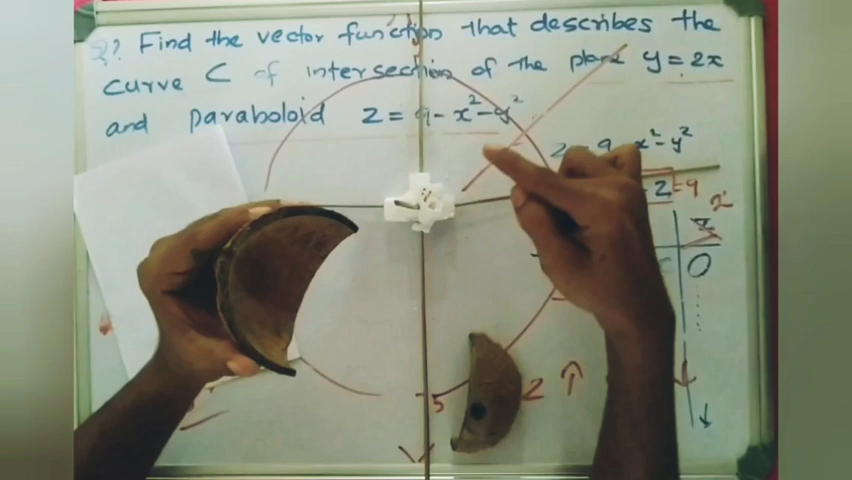 Q? Find the vector function that describes the
curve C of intersection of the plane y = 2x
and paraboloid z = 9 - x² - y²
z = 9 - x² - y²
z = 9
x
0
5
2 ↑